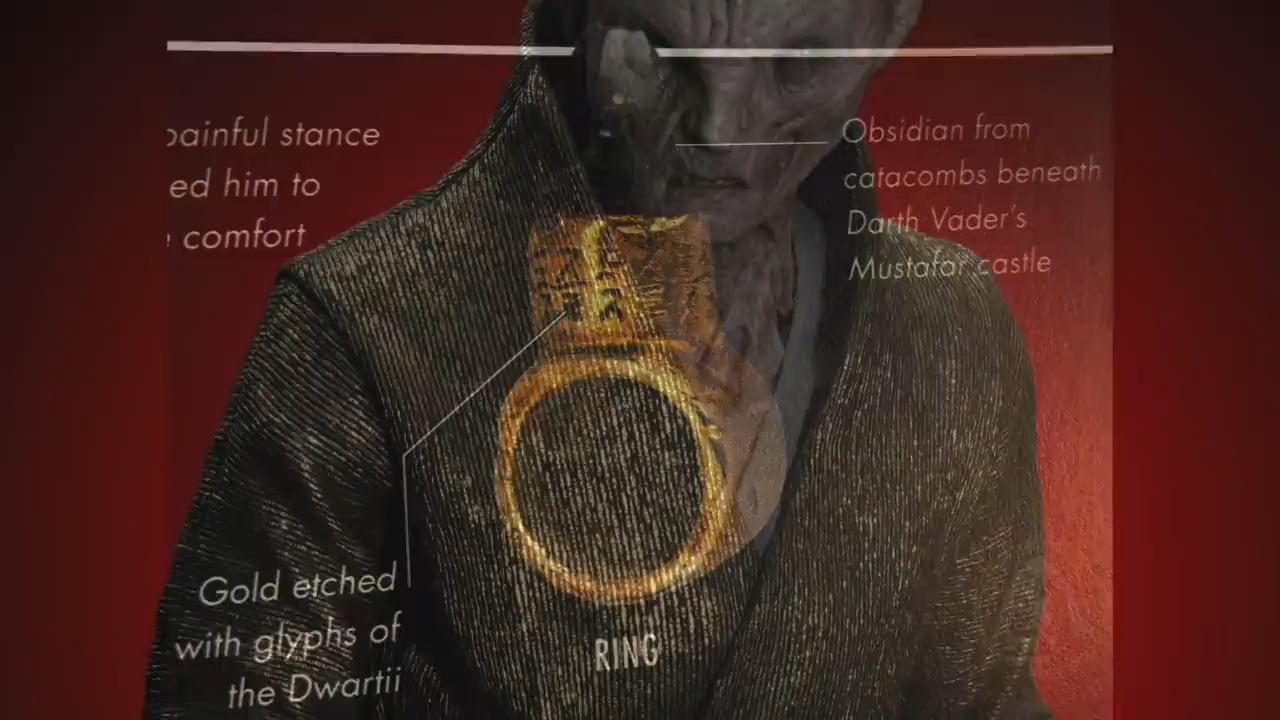 painful stance
ed him to
comfort
Obsidian from
catacombs beneath
Darth Vader's
Mustafar castle
Gold etched
with glyphs of
the Dwartii
RING